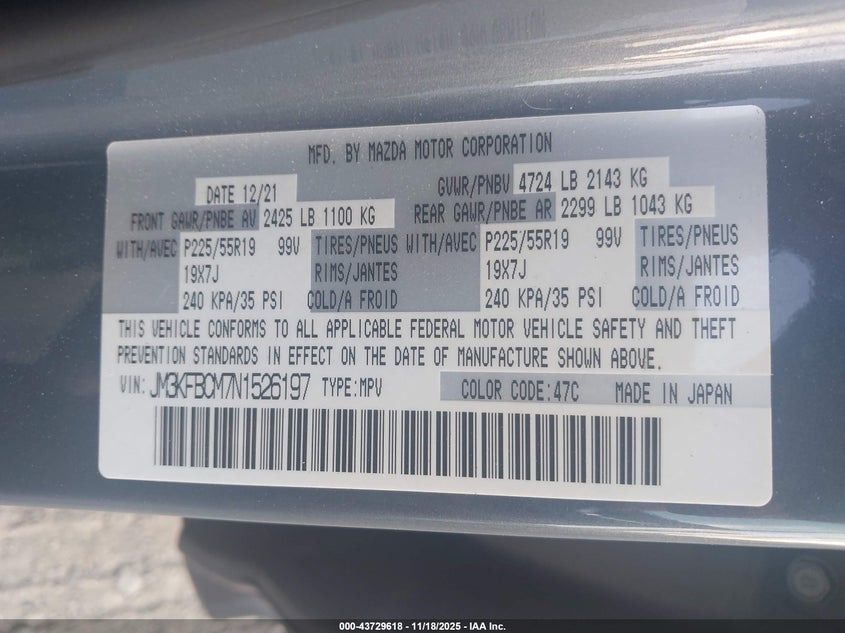 MFD. BY MAZDA MOTOR CORPORATION
DATE 12/21 GVWR/PNBV 4724 LB 2143 KG
FRONT GAWR/PNBE AV 2425 LB 1100 KG REAR GAWR/PNBE AR 2299 LB 1043 KG
WITH/AVEC P225/55R19 99V TIRES/PNEUS WITH/AVEC P225/55R19 99V TIRES/PNEUS
19X7J RIMS/JANTES 19X7J RIMS/JANTES
240 KPA/35 PSI COLD/A FROID 240 KPA/35 PSI COLD/A FROID
THIS VEHICLE CONFORMS TO ALL APPLICABLE FEDERAL MOTOR VEHICLE SAFETY AND THEFT
PREVENTION STANDARDS IN EFFECT ON THE DATE OF MANUFACTURE SHOWN ABOVE.
VIN: JM3KFBCM7N1526197 TYPE:MPV COLOR CODE:47C MADE IN JAPAN
000-43729618 - 11/18/2025 - IAA Inc.